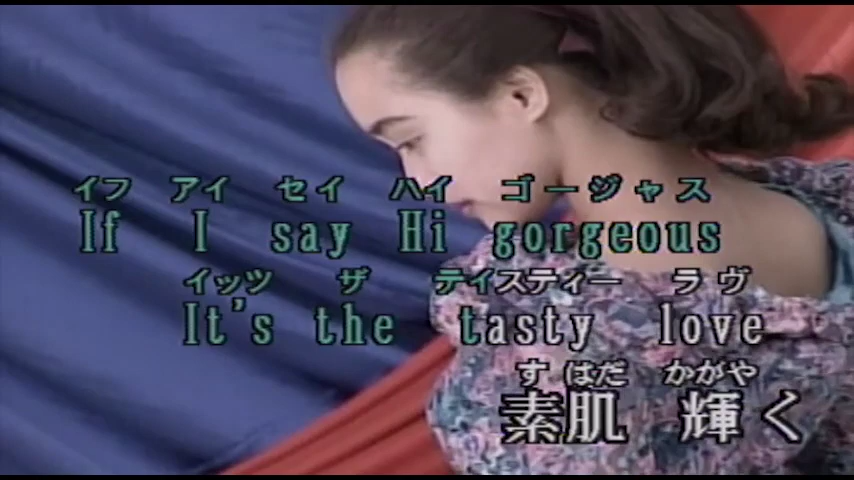 イフ アイ セイ ハイ ゴージャス
If I say Hi gorgeous
イッツ ザ テイスティー ラヴ
It's the tasty love
す はだ かがや
素肌 輝く